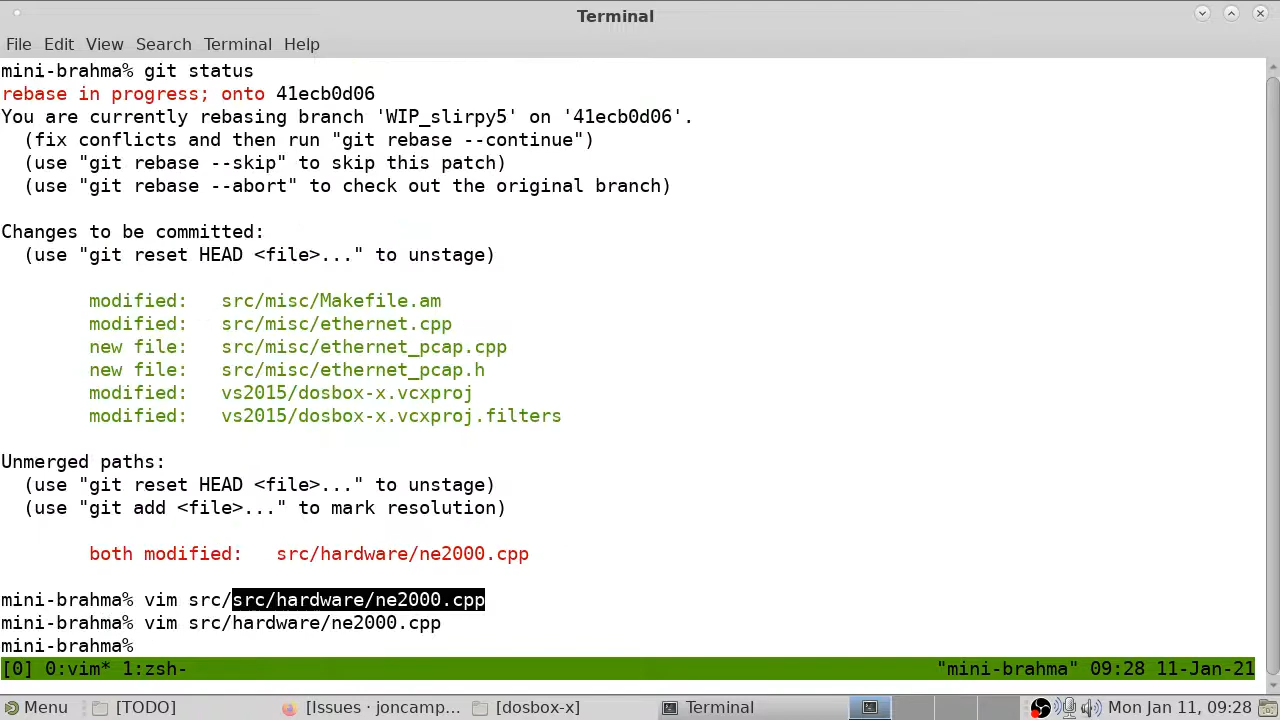 Terminal
File Edit View Search Terminal Help
mini-brahma% git status
rebase in progress; onto 41ecb0d06
You are currently rebasing branch 'WIP_slirpy5' on '41ecb0d06'.
(fix conflicts and then run "git rebase --continue")
(use "git rebase --skip" to skip this patch)
(use "git rebase --abort" to check out the original branch)
Changes to be committed:
(use "git reset HEAD <file>..." to unstage)
modified: src/misc/Makefile.am
modified: src/misc/ethernet.cpp
new file: src/misc/ethernet_pcap.cpp
new file: src/misc/ethernet_pcap.h
modified: vs2015/dosbox-x.vcxproj
modified: vs2015/dosbox-x.vcxproj.filters
Unmerged paths:
(use "git reset HEAD <file>..." to unstage)
(use "git add <file>..." to mark resolution)
both modified: src/hardware/ne2000.cpp
mini-brahma% vim src/src/hardware/ne2000.cpp
mini-brahma% vim src/hardware/ne2000.cpp
mini-brahma%
[0] 0:vim* 1:zsh- "mini-brahma" 09:28 11-Jan-21
Menu [TODO] [Issues · joncamp... [dosbox-x] Terminal Mon Jan 11, 09:28